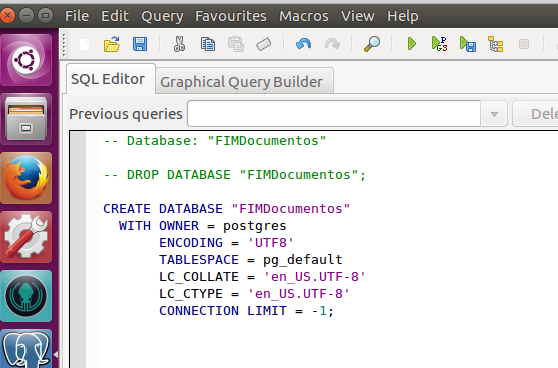 File Edit Query Favourites Macros View Help
SQL Editor Graphical Query Builder
Previous queries
-- Database: "FIMDocumentos"
-- DROP DATABASE "FIMDocumentos";
CREATE DATABASE "FIMDocumentos"
WITH OWNER = postgres
ENCODING = 'UTF8'
TABLESPACE = pg_default
LC_COLLATE = 'en_US.UTF-8'
LC_CTYPE = 'en_US.UTF-8'
CONNECTION LIMIT = -1;